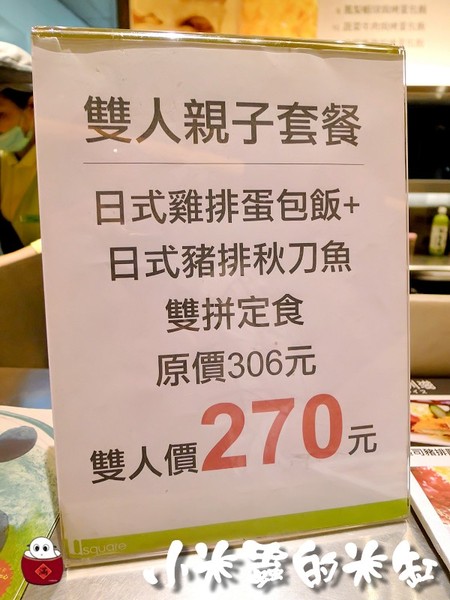 雙人親子套餐
日式雞排蛋包飯+
日式豬排秋刀魚
雙拼定食
原價306元
雙人價270元
square
小米蟲的米缸